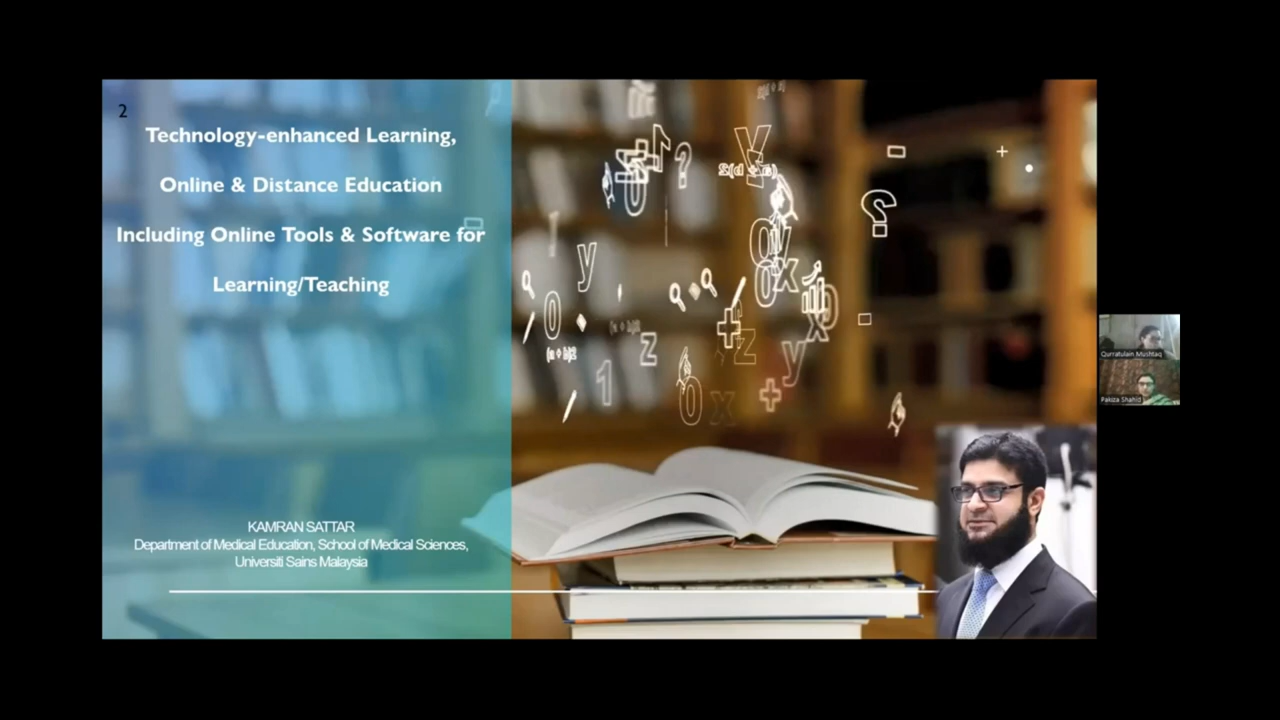 2
Technology-enhanced Learning,
Online & Distance Education
Including Online Tools & Software for
Learning/Teaching
KAMRAN SATTAR
Department of Medical Education, School of Medical Sciences,
Universiti Sains Malaysia
Qurratulain Mushtaq
Pakiza Shahid